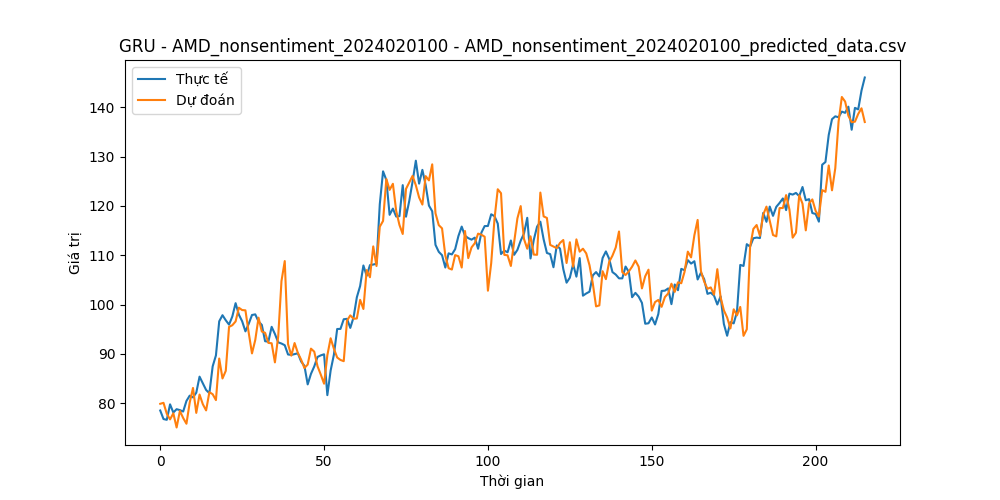 GRU - AMD_nonsentiment_2024020100 - AMD_nonsentiment_2024020100_predicted_data.csv
Thực tế
Dự đoán
Giá trị
140
130
120
110
100
90
80
0 50 100 150 200
Thời gian